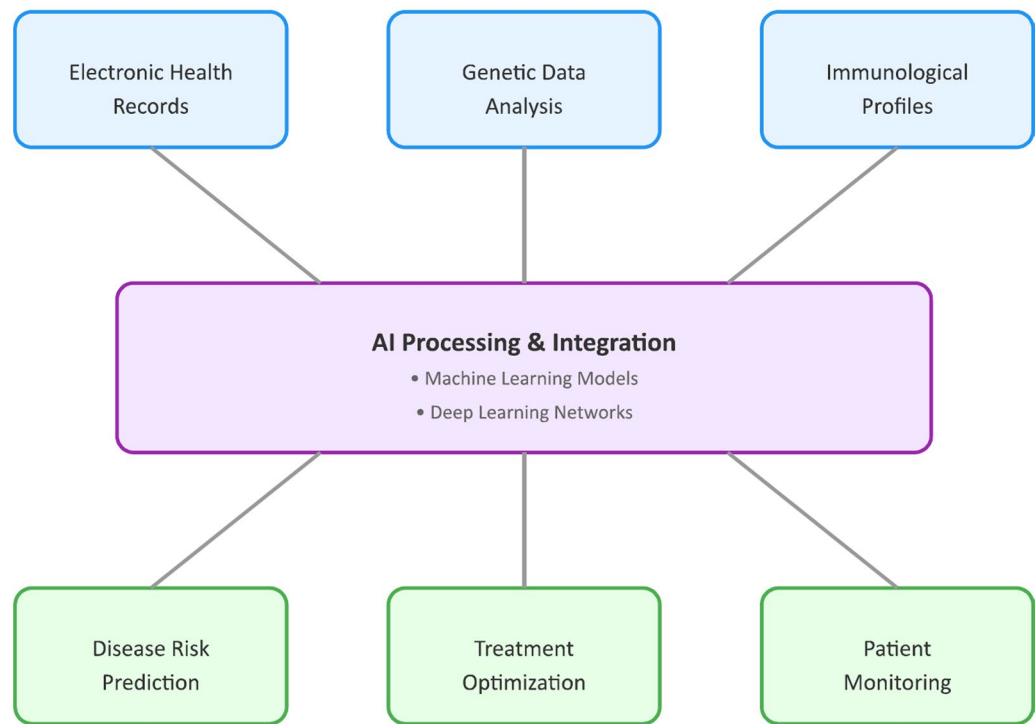 Electronic Health
Records
Genetic Data
Analysis
Immunological
Profiles
AI Processing & Integration
• Machine Learning Models
• Deep Learning Networks
Disease Risk
Prediction
Treatment
Optimization
Patient
Monitoring